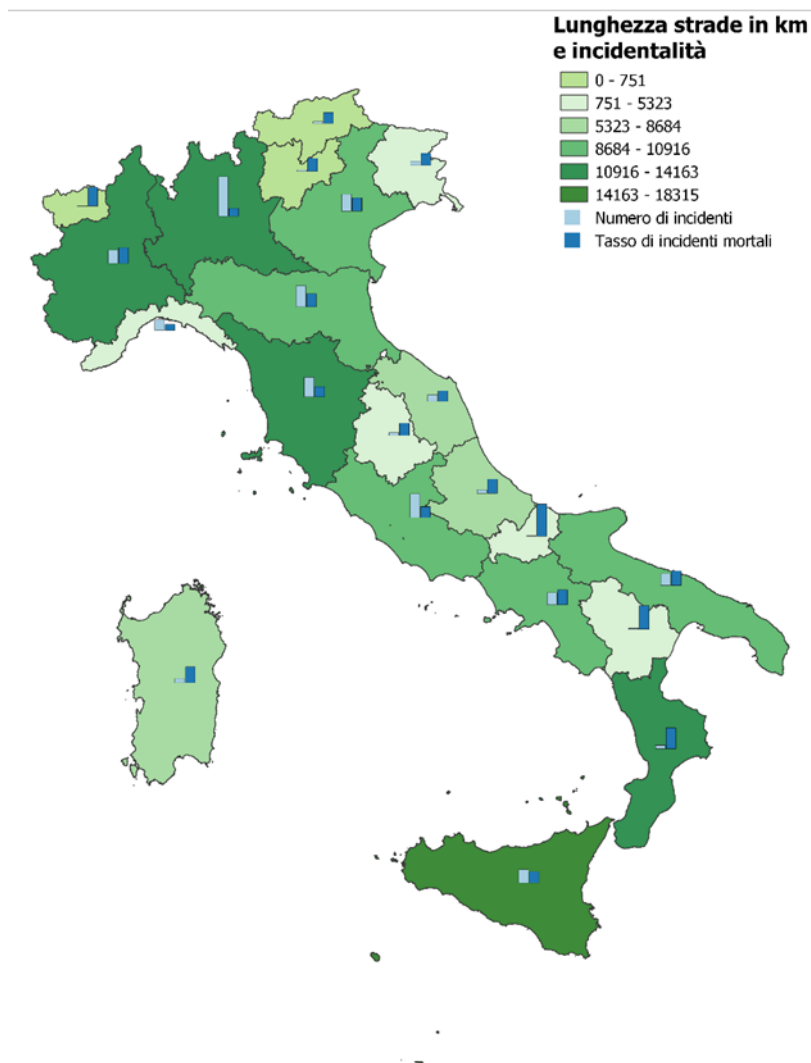 Lunghezza strade in km
e incidentalità
0 - 751
751 - 5323
5323 - 8684
8684 - 10916
10916 - 14163
14163 - 18315
Numero di incidenti
Tasso di incidenti mortali